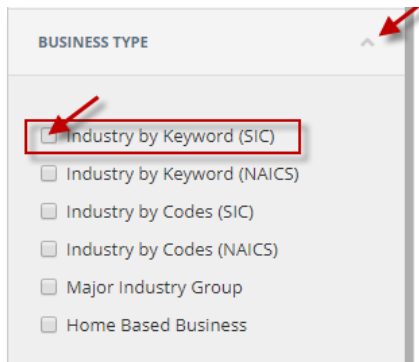 BUSINESS TYPE
Industry by Keyword (SIC)
Industry by Keyword (NAICS)
Industry by Codes (SIC)
Industry by Codes (NAICS)
Major Industry Group
Home Based Business